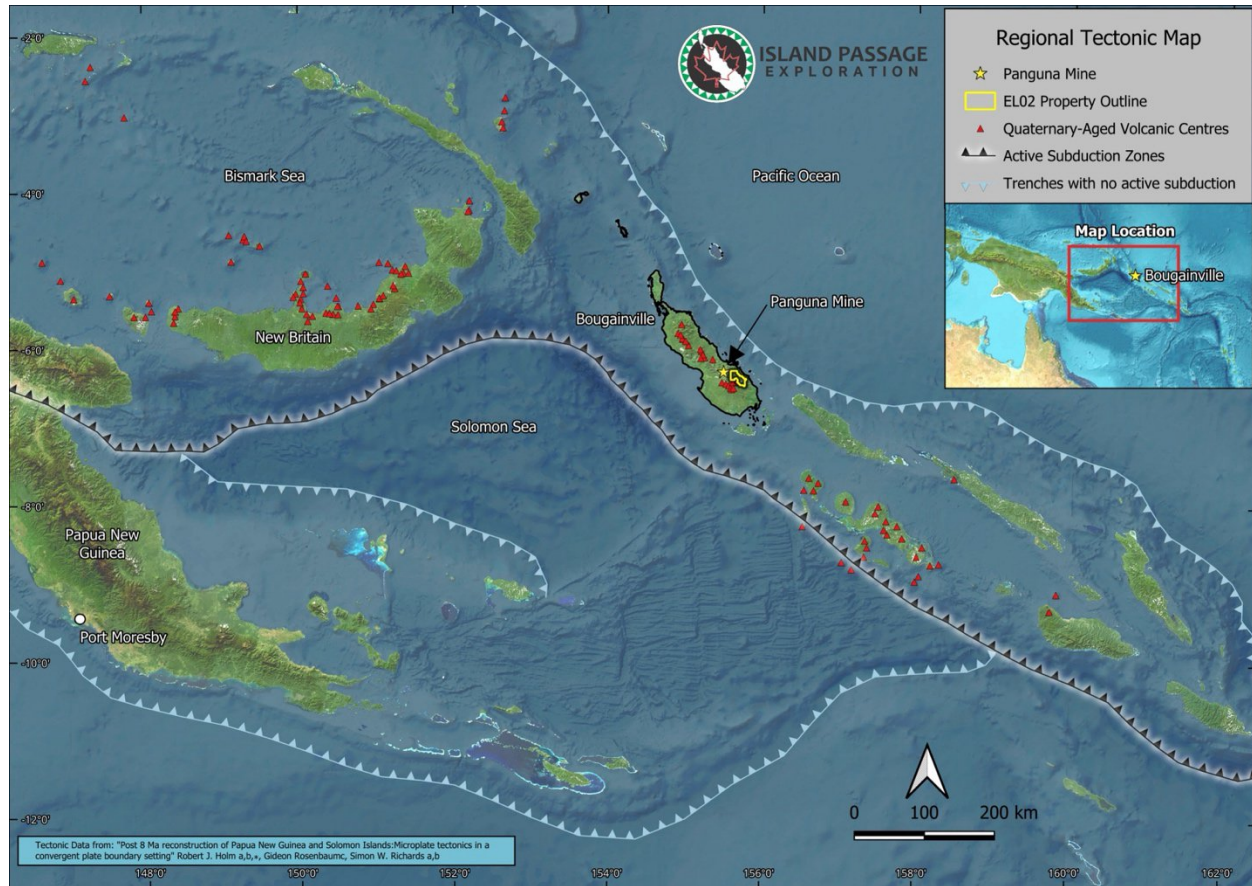 ISLAND PASSAGE
EXPLORATION
Regional Tectonic Map
Panguna Mine
EL02 Property Outline
Quaternary-Aged Volcanic Centres
Active Subduction Zones
Trenches with no active subduction
Map Location
Bougainville
-2°0'
-4°0'
-6°0'
-8°0'
-10°0'
-12°0'
Bismark Sea
Pacific Ocean
Panguna Mine
Bougainville
New Britain
Solomon Sea
Papua New
Guinea
Port Moresby
0 100 200 km
Tectonic Data from: "Post 8 Ma reconstruction of Papua New Guinea and Solomon Islands:Microplate tectonics in a
convergent plate boundary setting" Robert J. Holm a,b,*, Gideon Rosenbaumc, Simon W. Richards a,b
148°0' 150°0' 152°0' 154°0' 156°0' 158°0' 160°0' 162°0'